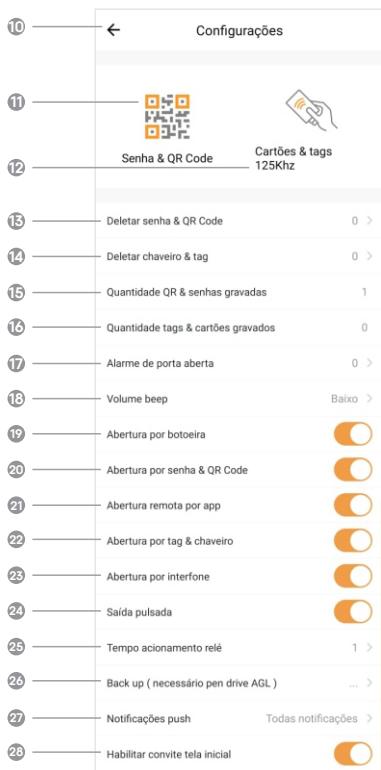 10 Configurações
11
12 Senha & QR Code
Cartões & tags
125Khz
13 Deletar senha & QR Code 0
14 Deletar chaveiro & tag 0
15 Quantidade QR & senhas gravadas 1
16 Quantidade tags & cartões gravados 0
17 Alarme de porta aberta 0
18 Volume beep Baixo
19 Abertura por botoeira
20 Abertura por senha & QR Code
21 Abertura remota por app
22 Abertura por tag & chaveiro
23 Abertura por interfone
24 Saída pulsada
25 Tempo acionamento relé 1
26 Back up ( necessário pen drive AGL ) ...
27 Notificações push Todas notificações
28 Habilitar convite tela inicial